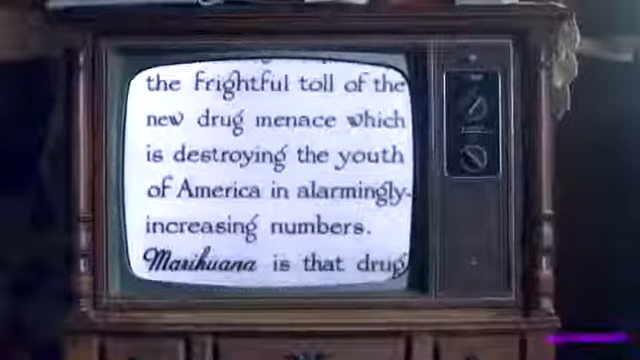 the frightful toll of the
new drug menace which
is destroying the youth
of America in alarmingly-
increasing numbers.
Marihuana is that drug